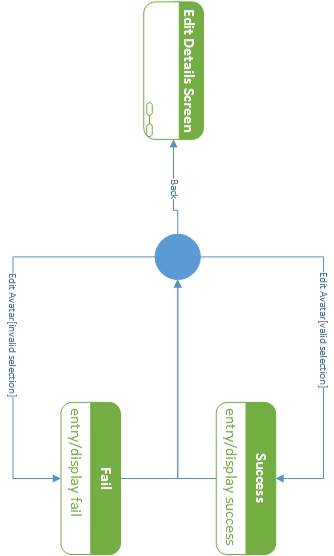 Edit Details Screen
Back
Edit Avatar[valid selection]
Edit Avatar[invalid selection]
Success
entry/display success
Fail
entry/display fail